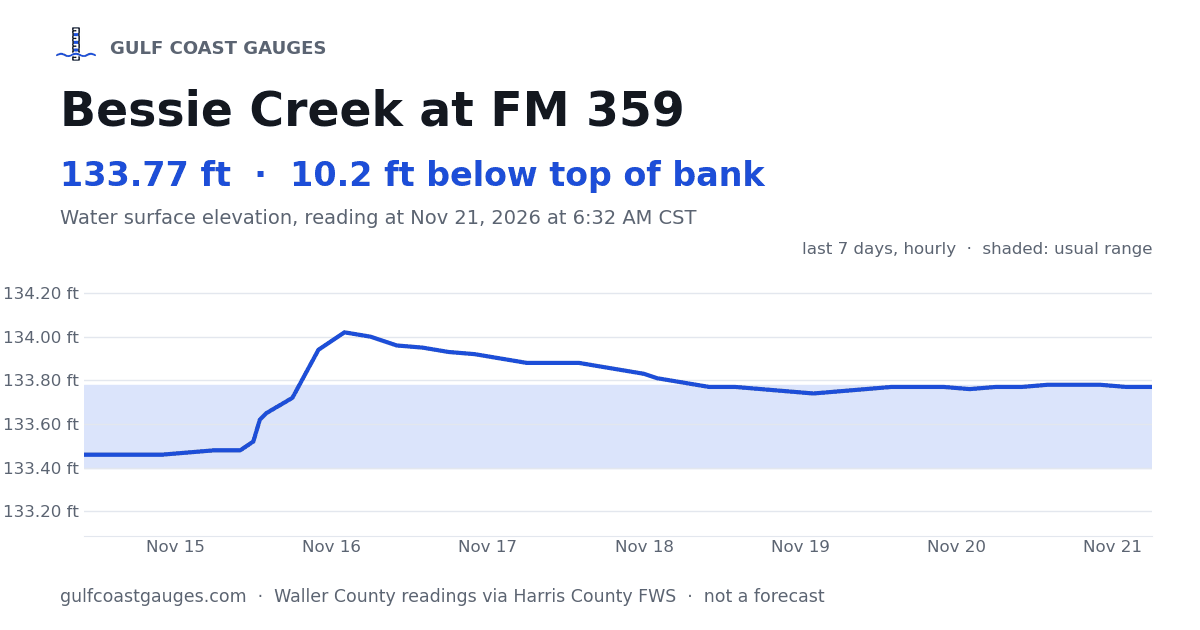 GULF COAST GAUGES
Bessie Creek at FM 359
133.77 ft · 10.2 ft below top of bank
Water surface elevation, reading at Nov 21, 2026 at 6:32 AM CST
last 7 days, hourly · shaded: usual range
134.20 ft
134.00 ft
133.80 ft
133.60 ft
133.40 ft
133.20 ft
Nov 15 Nov 16 Nov 17 Nov 18 Nov 19 Nov 20 Nov 21
gulfcoastgauges.com · Waller County readings via Harris County FWS · not a forecast